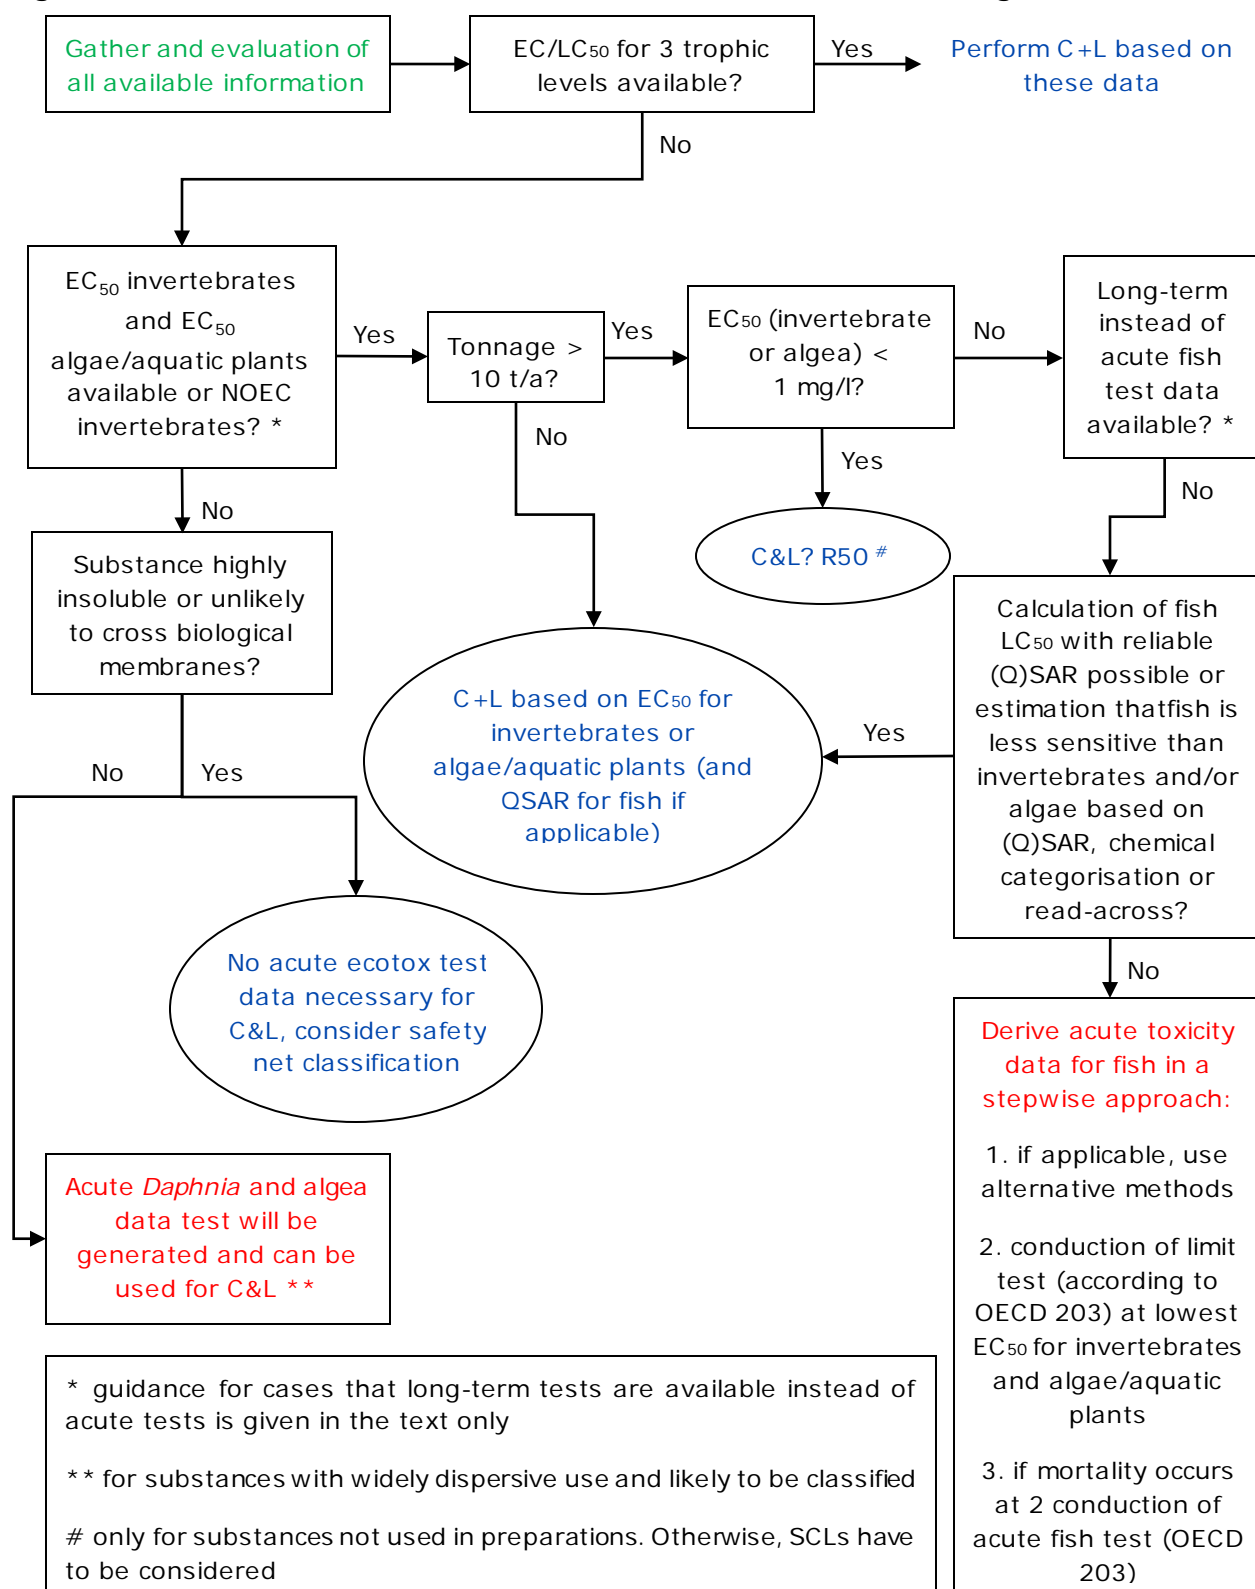 Gather and evaluation of
all available information
EC/LC50 for 3 trophic
levels available?
Yes
Perform C+L based on
these data
No
EC50 invertebrates
and EC50
algae/aquatic plants
available or NOEC
invertebrates? *
Yes
Tonnage >
10 t/a?
Yes
EC50 (invertebrate
or algea) <
1 mg/l?
No
Long-term
instead of
acute fish
test data
available? *
No
No
Yes
No
C&L? R50 #
Substance highly
insoluble or unlikely
to cross biological
membranes?
Calculation of fish
LC50 with reliable
(Q)SAR possible or
estimation thatfish is
less sensitive than
invertebrates and/or
algae based on
(Q)SAR, chemical
categorisation or
read-across?
C+L based on EC50 for
invertebrates or
algae/aquatic plants (and
QSAR for fish if
applicable)
Yes
No
Yes
No acute ecotox test
data necessary for
C&L, consider safety
net classification
No
Derive acute toxicity
data for fish in a
stepwise approach:
1. if applicable, use
alternative methods
2. conduction of limit
test (according to
OECD 203) at lowest
EC50 for invertebrates
and algae/aquatic
plants
3. if mortality occurs
at 2 conduction of
acute fish test (OECD
203)
Acute Daphnia and algea
data test will be
generated and can be
used for C&L **
* guidance for cases that long-term tests are available instead of
acute tests is given in the text only
** for substances with widely dispersive use and likely to be classified
# only for substances not used in preparations. Otherwise, SCLs have
to be considered